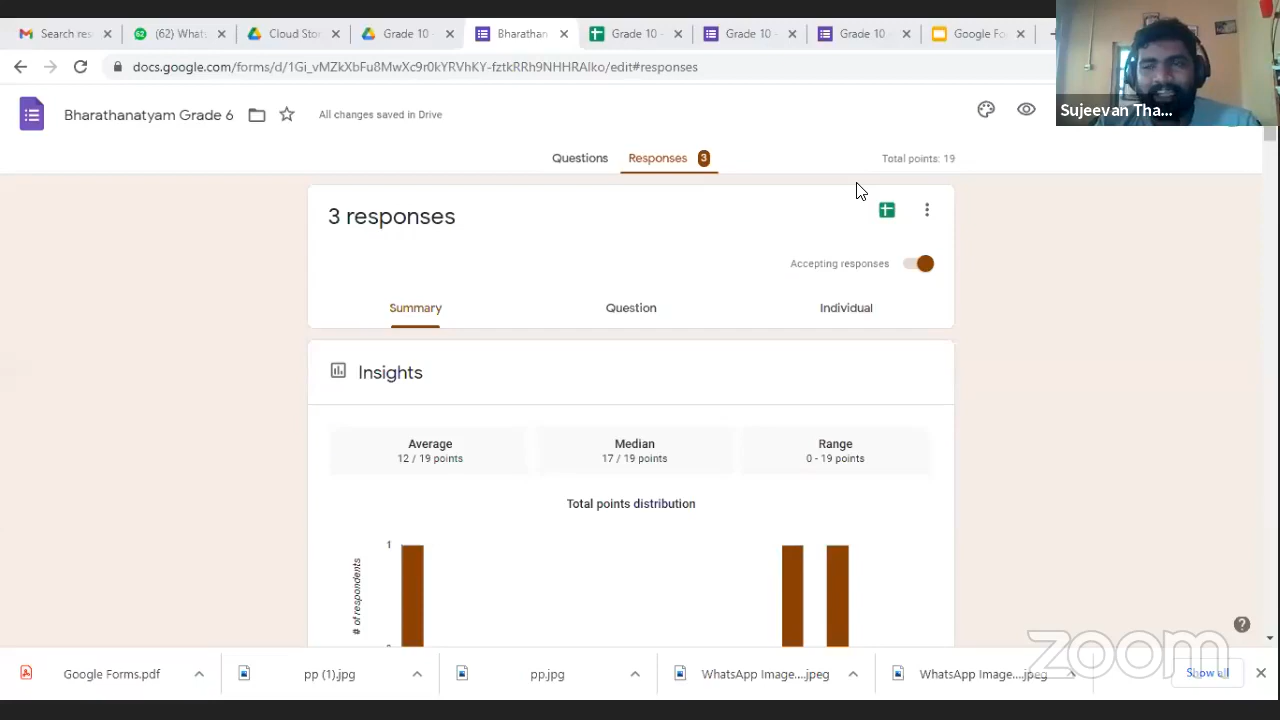 Search res
(62) What:
Cloud Stor
Grade 10 -
Bharathan
Grade 10 -
Grade 10 -
Grade 10 -
Google Fo
docs.google.com/forms/d/1Gi_vMZkXbFu8MwXc9f0kYRVhKY-fztkRRh9NHHRAlko/edit#responses
Sujeevan Tha...
Bharathanatyam Grade 6
All changes saved in Drive
Questions
Responses 3
Total points: 19
3 responses
Accepting responses
Summary
Question
Individual
Insights
Average
12 / 19 points
Median
17 / 19 points
Range
0 - 19 points
Total points distribution
1
# of respondents
zoom
Google Forms.pdf
pp (1).jpg
pp.jpg
WhatsApp Image....jpeg
WhatsApp Image....jpeg
Show all